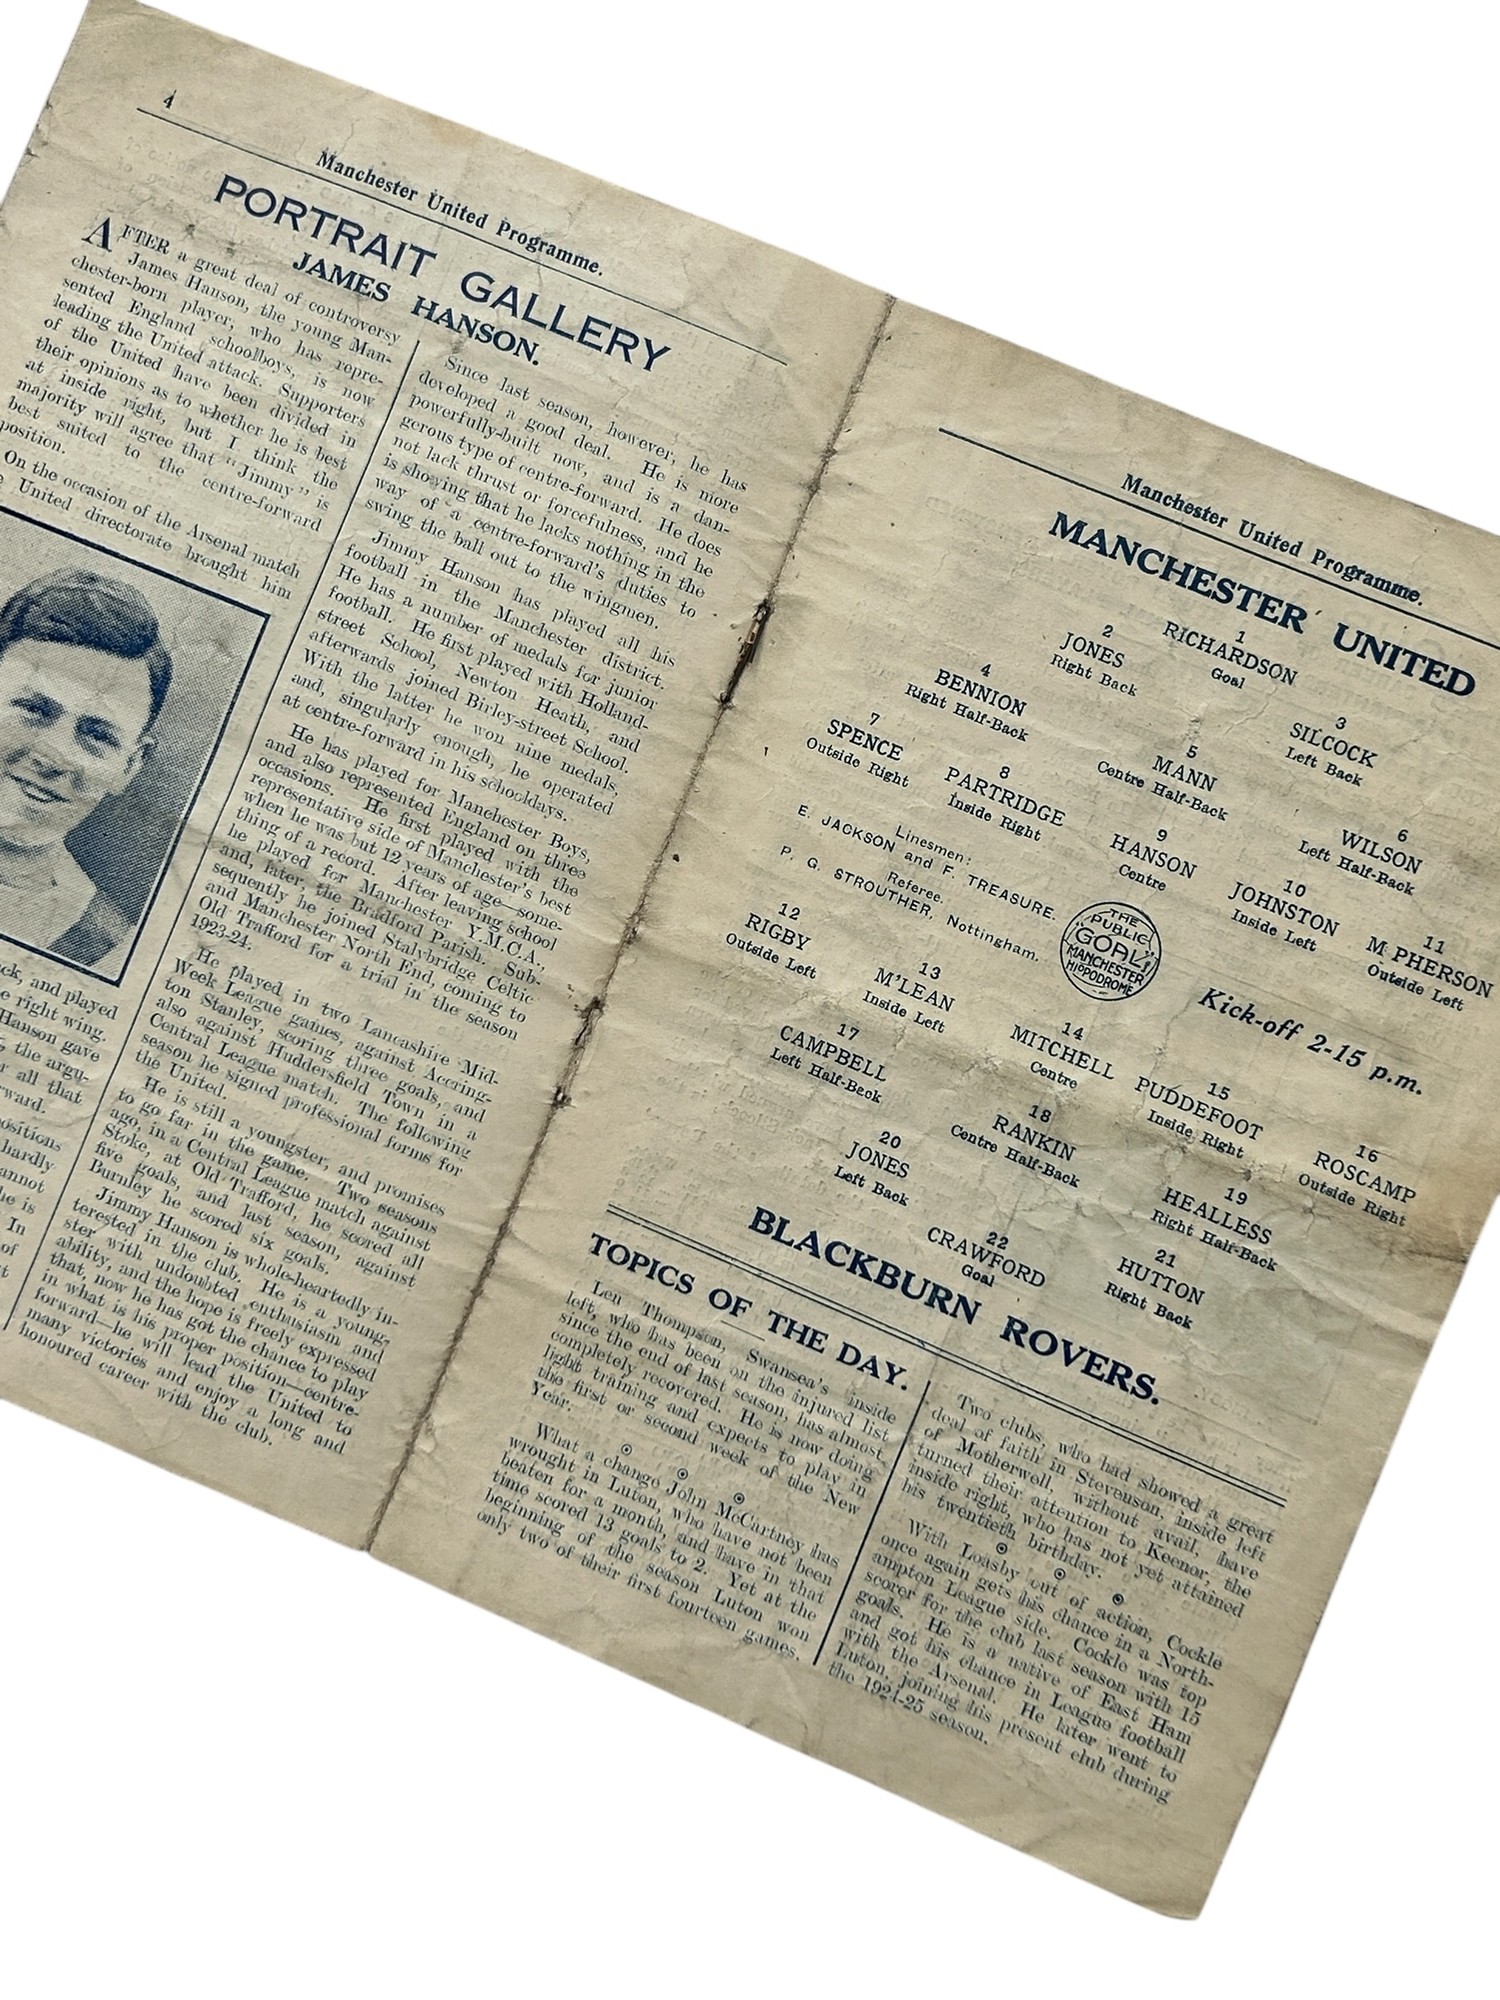 4
Manchester United Programme.
PORTRAIT GALLERY
JAMES HANSON.
AFTER a great deal of controversy
James Hanson, the young Man-
chester-born player, who has repre-
sented England schoolboys, is now
leading the United attack. Supporters
of the United have been divided in
their opinions as to whether he is best
at inside right, but I think the
majority will agree that "Jimmy" is
best suited to the centre-forward
position.
On the occasion of the Arsenal match
United directorate brought him
and played
right wing.
Hanson gave
the argu-
all that
hardly
he is
In
of
Since last season, however, he has
developed a good deal. He is more
powerfully-built now, and is a dan-
gerous type of centre-forward. He does
not lack thrust or forcefulness, and he
is showing that he lacks nothing in the
way of a centre-forward's duties to
swing the ball out to the wingmen.
Jimmy Hanson has played all his
football in the Manchester district.
He has a number of medals for junior
football. He first played with Holland-
street School, Newton Heath, and
afterwards joined Birley-street School.
With the latter he won nine medals,
and, singularly enough, he operated
at centre-forward in his schooldays.
He has played for Manchester Boys,
and also represented England on three
occasions. He first played with the
representative side of Manchester's best
when he was but 12 years of age—some-
thing of a record. After leaving school
he played for Manchester Y.M.C.A.,
and, later, the Bradford Parish. Sub-
sequently he joined Stalybridge Celtic
and Manchester North End, coming to
Old Trafford for a trial in the season
1923-24.
He played in two Lancashire Mid-
Week League games, against Accring-
ton Stanley, scoring three goals, and
also against Huddersfield Town in a
Central League match. The following
season he signed professional forms for
the United.
He is still a youngster, and promises
to go far in the game. Two seasons
ago, in a Central League match against
Stoke, at Old Trafford, he scored all
five goals, and last season, against
Burnley he scored six goals.
Jimmy Hanson is whole-heartedly in-
terested in the club. He is a young-
ster with undoubted enthusiasm and
ability, and the hope is freely expressed
that, now he has got the chance to play
in what is his proper position—centre-
forward—he will lead the United to
many victories and enjoy a long and
honoured career with the club.
Manchester United Programme.
MANCHESTER UNITED
1
RICHARDSON
Goal
2
JONES
Right Back
3
SILCOCK
Left Back
4
BENNION
Right Half-Back
5
MANN
Centre Half-Back
6
WILSON
Left Half-Back
7
SPENCE
Outside Right
8
PARTRIDGE
Inside Right
9
HANSON
Centre
10
JOHNSTON
Inside Left
11
M'PHERSON
Outside Left
Linesmen:
E. JACKSON and F. TREASURE.
Referee.
P. G. STROUTHER, Nottingham.
THE
PUBLIC
GOAL!
MANCHESTER
HIPPODROME
Kick-off 2-15 p.m.
12
RIGBY
Outside Left
13
M'LEAN
Inside Left
14
MITCHELL
Centre
15
PUDDEFOOT
Inside Right
16
ROSCAMP
Outside Right
17
CAMPBELL
Left Half-Back
18
RANKIN
Centre Half-Back
19
HEALLESS
Right Half-Back
20
JONES
Left Back
21
HUTTON
Right Back
22
CRAWFORD
Goal
BLACKBURN ROVERS.
TOPICS OF THE DAY.
Len Thompson, Swansea's inside
left, who has been on the injured list
since the end of last season, has almost
completely recovered. He is now doing
light training and expects to play in
the first or second week of the New
Year.
What a change John McCartney has
wrought in Luton, who have not been
beaten for a month, and have in that
time scored 13 goals to 2. Yet at the
beginning of the season Luton won
only two of their first fourteen games.
Two clubs, who had showed a great
deal of faith in Stevenson, inside left
of Motherwell, without avail, have
turned their attention to Keenor, the
inside right, who has not yet attained
his twentieth birthday.
With Loasby out of action, Cockle
once again gets his chance in a North-
ampton League side. Cockle was top
scorer for the club last season with 15
goals. He is a native of East Ham
and got his chance in League football
with the Arsenal. He later went to
Luton, joining his present club during
the 1924-25 season.